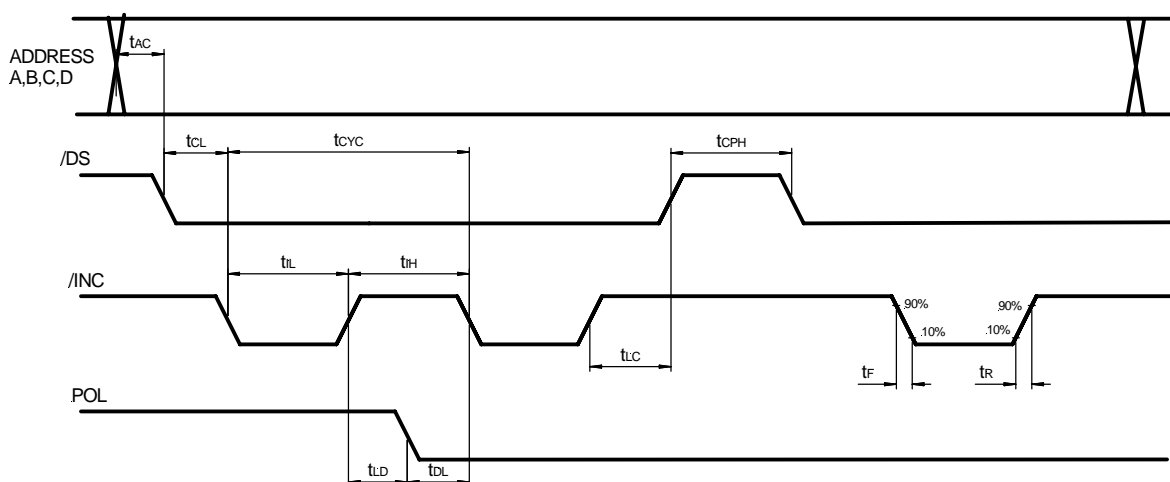 tAC
ADDRESS
A,B,C,D
tCL
tCYC
tCPH
/DS
tIL
tIH
/INC
.90%
.90%
.10%
.10%
tLC
tF
tR
.POL
tLD
tDL